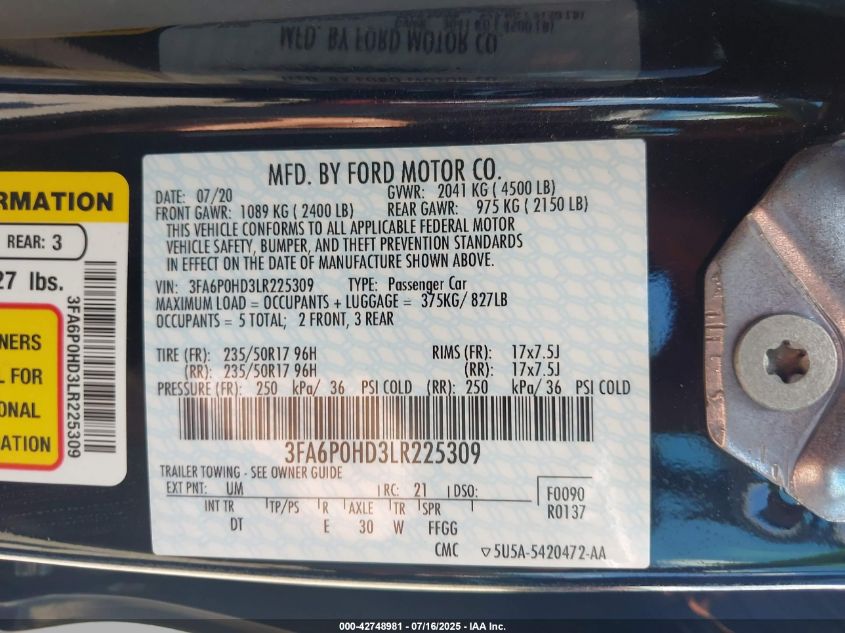 MFD. BY FORD MOTOR CO.
DATE: 07/20 GVWR: 2041 KG ( 4500 LB)
FRONT GAWR: 1089 KG ( 2400 LB) REAR GAWR: 975 KG ( 2150 LB)
THIS VEHICLE CONFORMS TO ALL APPLICABLE FEDERAL MOTOR
VEHICLE SAFETY, BUMPER, AND THEFT PREVENTION STANDARDS
IN EFFECT ON THE DATE OF MANUFACTURE SHOWN ABOVE.
VIN: 3FA6P0HD3LR225309 TYPE: Passenger Car
MAXIMUM LOAD = OCCUPANTS + LUGGAGE = 375KG/ 827LB
OCCUPANTS = 5 TOTAL; 2 FRONT, 3 REAR
TIRE (FR): 235/50R17 96H RIMS (FR): 17x7.5J
(RR): 235/50R17 96H (RR): 17x7.5J
PRESSURE (FR): 250 kPa/ 36 PSI COLD (RR): 250 kPa/ 36 PSI COLD
3FA6P0HD3LR225309
TRAILER TOWING - SEE OWNER GUIDE
EXT PNT: UM RC: 21 DSO: F0090
INT TR TP/PS R AXLE TR SPR R0137
DT E 30 W FFGG
CMC ▽5U5A-5420472-AA
RMATION
REAR: 3
27 lbs.
3FA6P0HD3LR225309
NERS
L FOR
ONAL
ATION
MFD. BY FORD MOTOR CO.
000-42748981 - 07/16/2025 - IAA Inc.